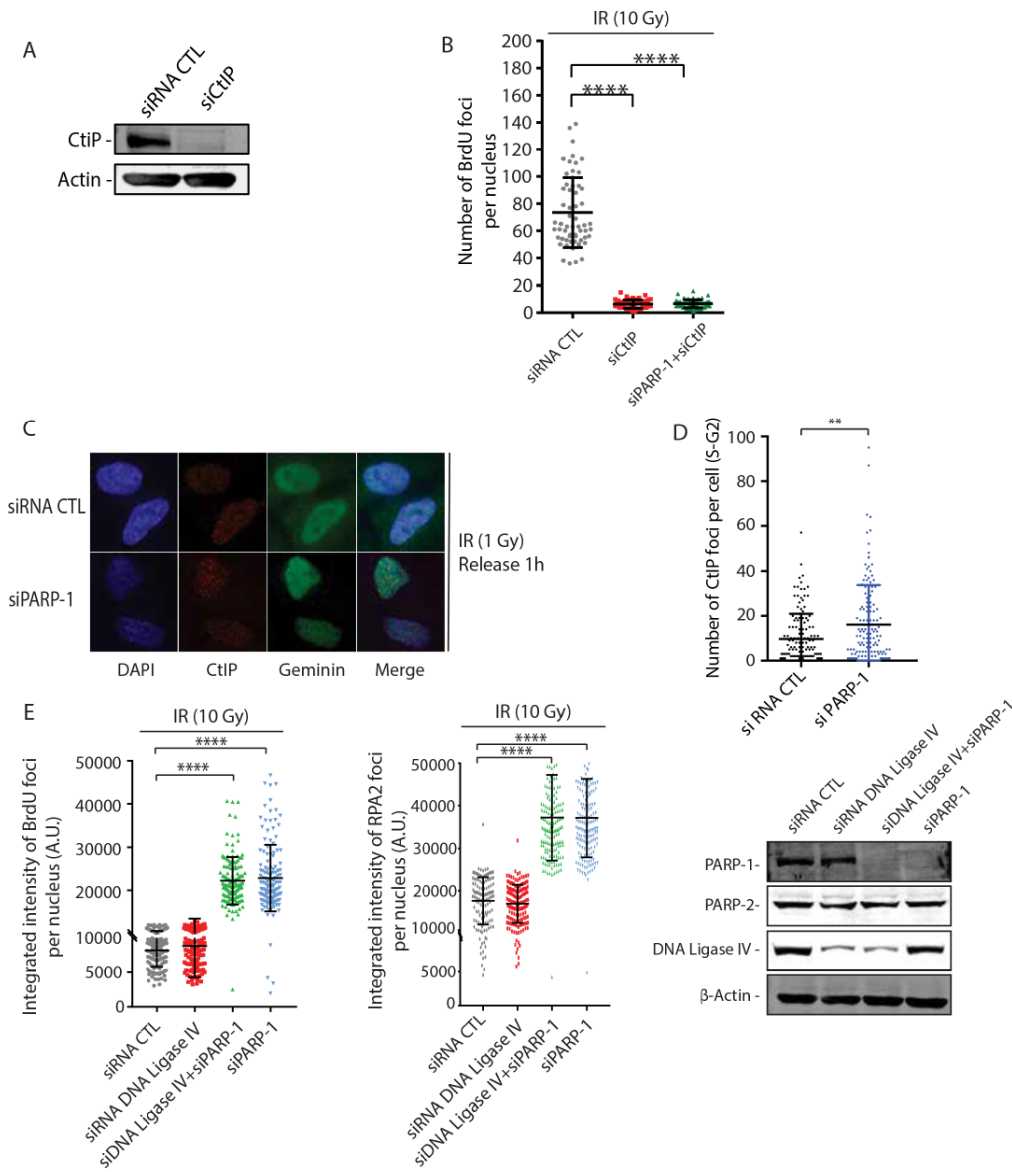 A
siRNA CTL
siCtIP
CtiP -
Actin -
B
IR (10 Gy)
Number of BrdU foci
per nucleus
200
180
160
140
120
100
80
60
40
20
0
****
****
siRNA CTL
siCtIP
siPARP-1+siCtIP
C
siRNA CTL
siPARP-1
IR (1 Gy)
Release 1h
DAPI
CtIP
Geminin
Merge
D
Number of CtIP foci per cell (S-G2)
100
80
60
40
20
0
**
si RNA CTL
si PARP-1
E
IR (10 Gy)
Integrated intensity of BrdU foci
per nucleus (A.U.)
50000
40000
30000
20000
10000
5000
0
****
****
siRNA CTL
siRNA DNA Ligase IV
siDNA Ligase IV+siPARP-1
siPARP-1
IR (10 Gy)
Integrated intensity of RPA2 foci
per nucleus (A.U.)
50000
40000
30000
20000
10000
5000
0
****
****
siRNA CTL
siRNA DNA Ligase IV
siDNA Ligase IV+siPARP-1
siPARP-1
siRNA CTL
siRNA DNA Ligase IV
siDNA Ligase IV+siPARP-1
siPARP-1
PARP-1-
PARP-2-
DNA Ligase IV -
β-Actin -